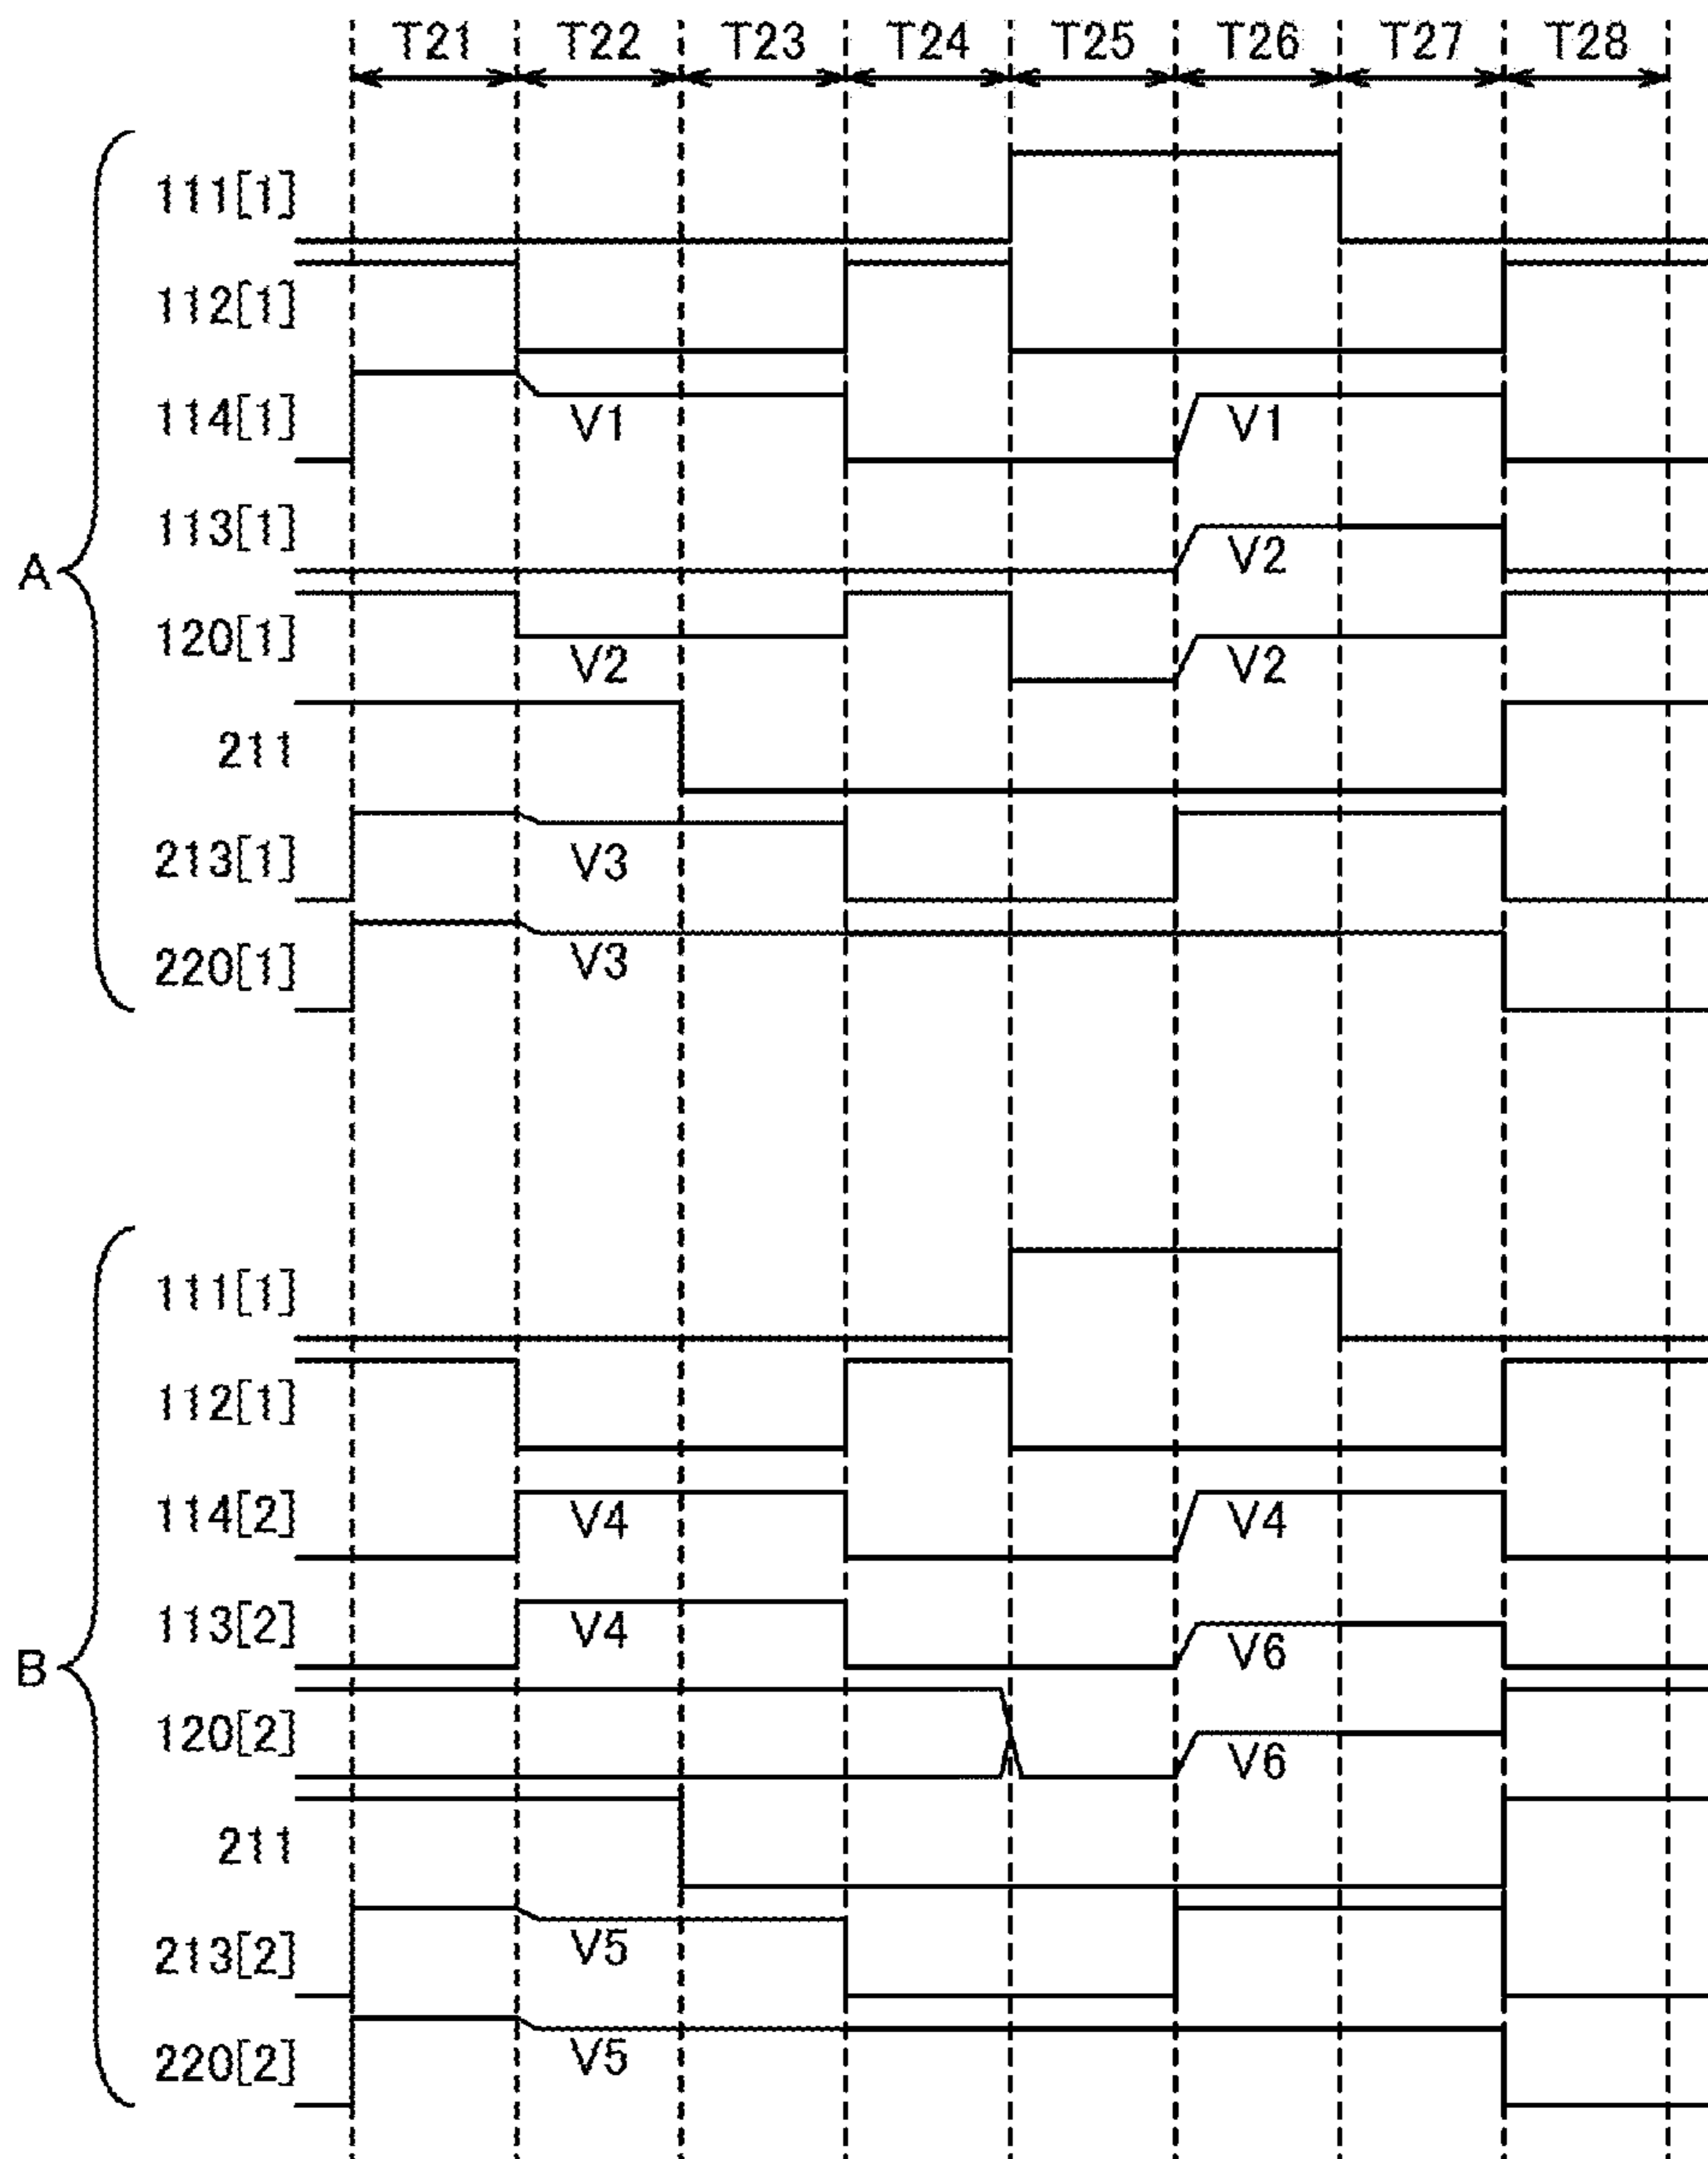 T21 T22 T23 T24 T25 T26 T27 T28
111[1]
112[1]
114[1] V1 V1
113[1] V2
A
120[1] V2 V2
211
213[1] V3
220[1] V3
111[1]
112[1]
114[2] V4 V4
113[2] V4 V6
B
120[2] V6
211
213[2] V5
220[2] V5